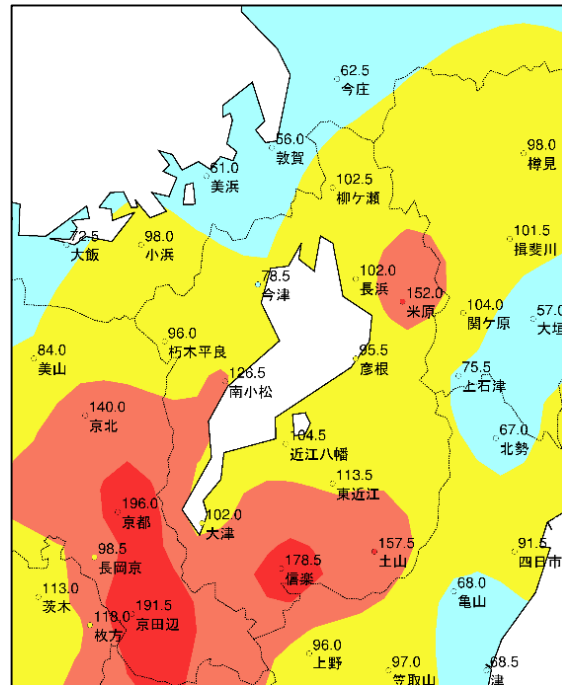 62.5
今庄
56.0
敦賀
98.0
樽見
61.0
美浜
102.5
柳ケ瀬
72.5
大飯
98.0
小浜
101.5
揖斐川
78.5
今津
102.0
長浜
152.0
米原
104.0
関ケ原
57.0
大垣
96.0
朽木平良
84.0
美山
95.5
彦根
126.5
南小松
75.5
上石津
140.0
京北
67.0
北勢
104.5
近江八幡
113.5
東近江
196.0
京都
102.0
大津
98.5
長岡京
178.5
信楽
157.5
土山
91.5
四日市
113.0
茨木
68.0
亀山
118.0
枚方
191.5
京田辺
96.0
上野
97.0
笠取山
68.5
津